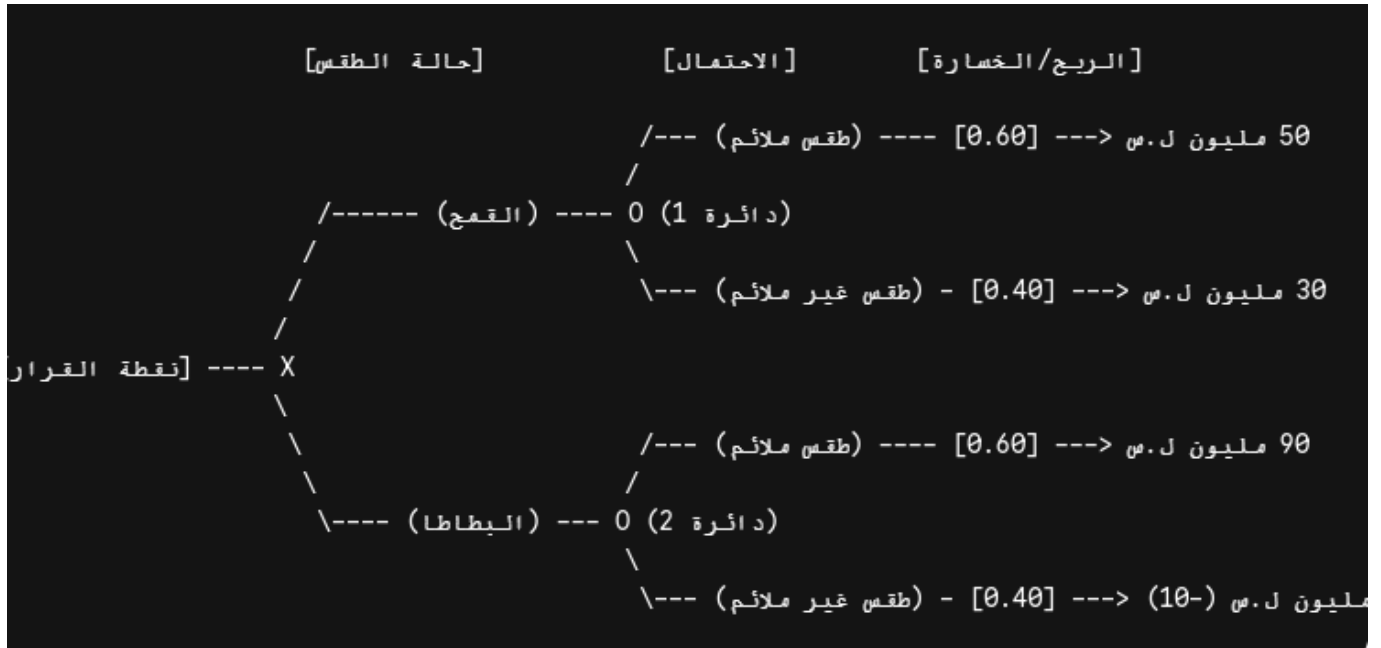 [حالة الطقس] [الاحتمال] [الربح/الخسارة]
/--- (طقس ملائم) ---- [0.60] ---> 50 مليون ل.س
/
/------ (القمح) ---- O (دائرة 1)
/ \
/ \--- (طقس غير ملائم) - [0.40] ---> 30 مليون ل.س
/
[نقطة القرار] ---- X
\
\ /--- (طقس ملائم) ---- [0.60] ---> 90 مليون ل.س
\ /
\---- (البطاطا) --- O (دائرة 2)
\
\--- (طقس غير ملائم) - [0.40] ---> (-10) مليون ل.س